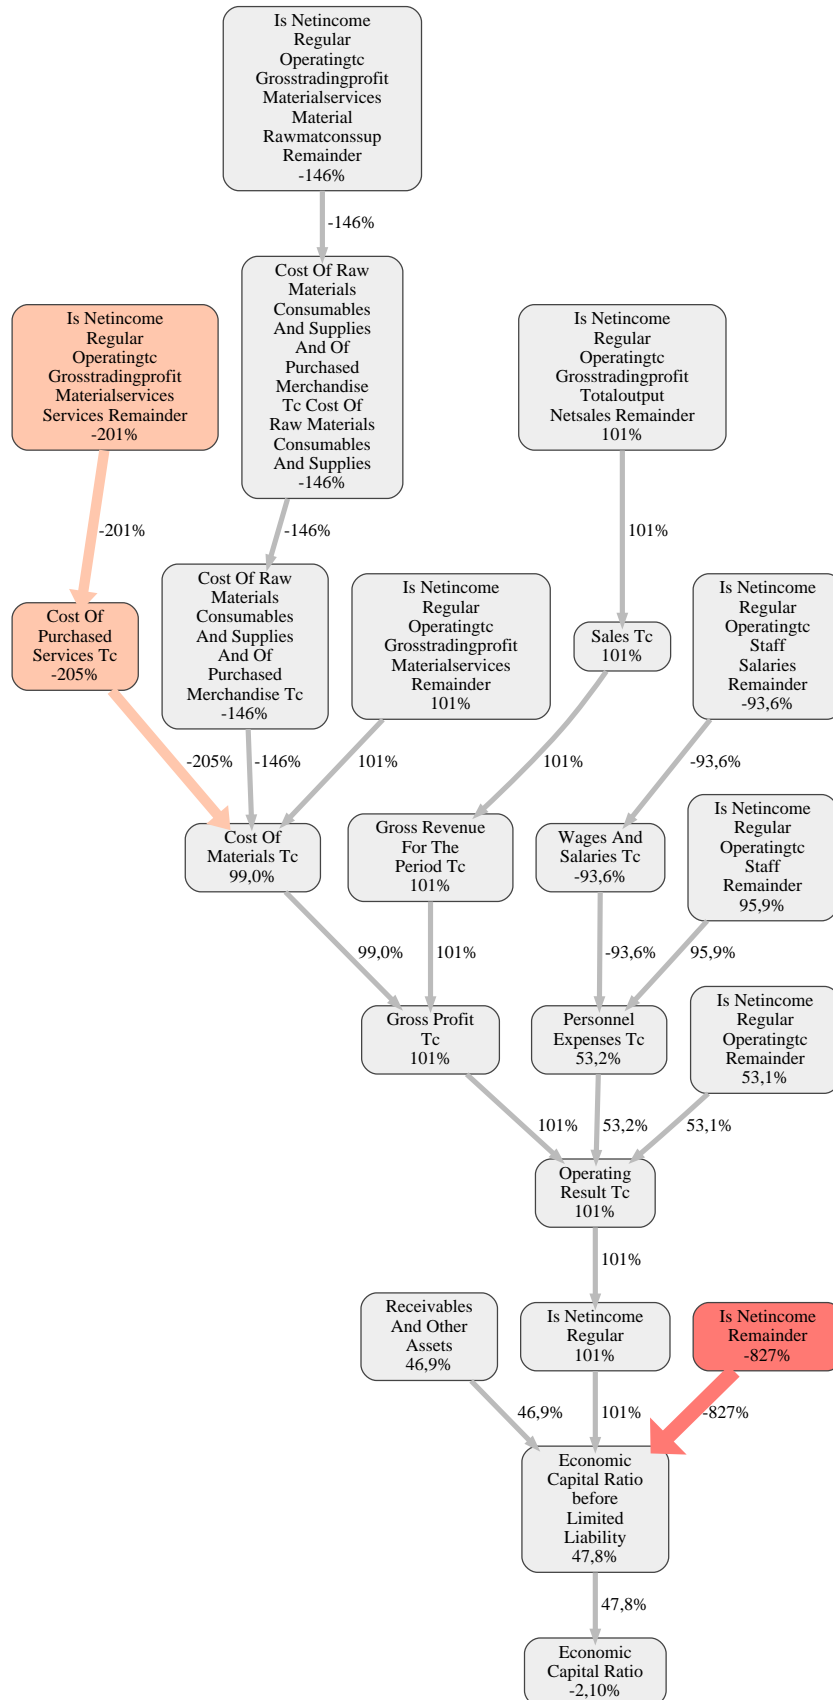 Is Netincome
Regular
Operatingtc
Grosstradingprofit
Materialservices
Material
Rawmatconssup
Remainder
-146%
-146%
Cost Of Raw
Materials
Consumables
And Supplies
And Of
Purchased
Merchandise
Tc Cost Of
Raw Materials
Consumables
And Supplies
-146%
Is Netincome
Regular
Operatingtc
Grosstradingprofit
Materialservices
Services Remainder
-201%
Is Netincome
Regular
Operatingtc
Grosstradingprofit
Totaloutput
Netsales Remainder
101%
-201%
-146%
101%
Cost Of
Purchased
Services Tc
-205%
Cost Of Raw
Materials
Consumables
And Supplies
And Of
Purchased
Merchandise Tc
-146%
Is Netincome
Regular
Operatingtc
Grosstradingprofit
Materialservices
Remainder
101%
Sales Tc
101%
Is Netincome
Regular
Operatingtc
Staff
Salaries
Remainder
-93,6%
-205%
-146%
101%
101%
-93,6%
Cost Of
Materials Tc
99,0%
Gross Revenue
For The
Period Tc
101%
Wages And
Salaries Tc
-93,6%
Is Netincome
Regular
Operatingtc
Staff
Remainder
95,9%
99,0%
101%
-93,6%
95,9%
Gross Profit
Tc
101%
Personnel
Expenses Tc
53,2%
Is Netincome
Regular
Operatingtc
Remainder
53,1%
101%
53,2%
53,1%
Operating
Result Tc
101%
101%
Receivables
And Other
Assets
46,9%
Is Netincome
Regular
101%
Is Netincome
Remainder
-827%
46,9%
101%
-827%
Economic
Capital Ratio
before
Limited
Liability
47,8%
47,8%
Economic
Capital Ratio
-2,10%